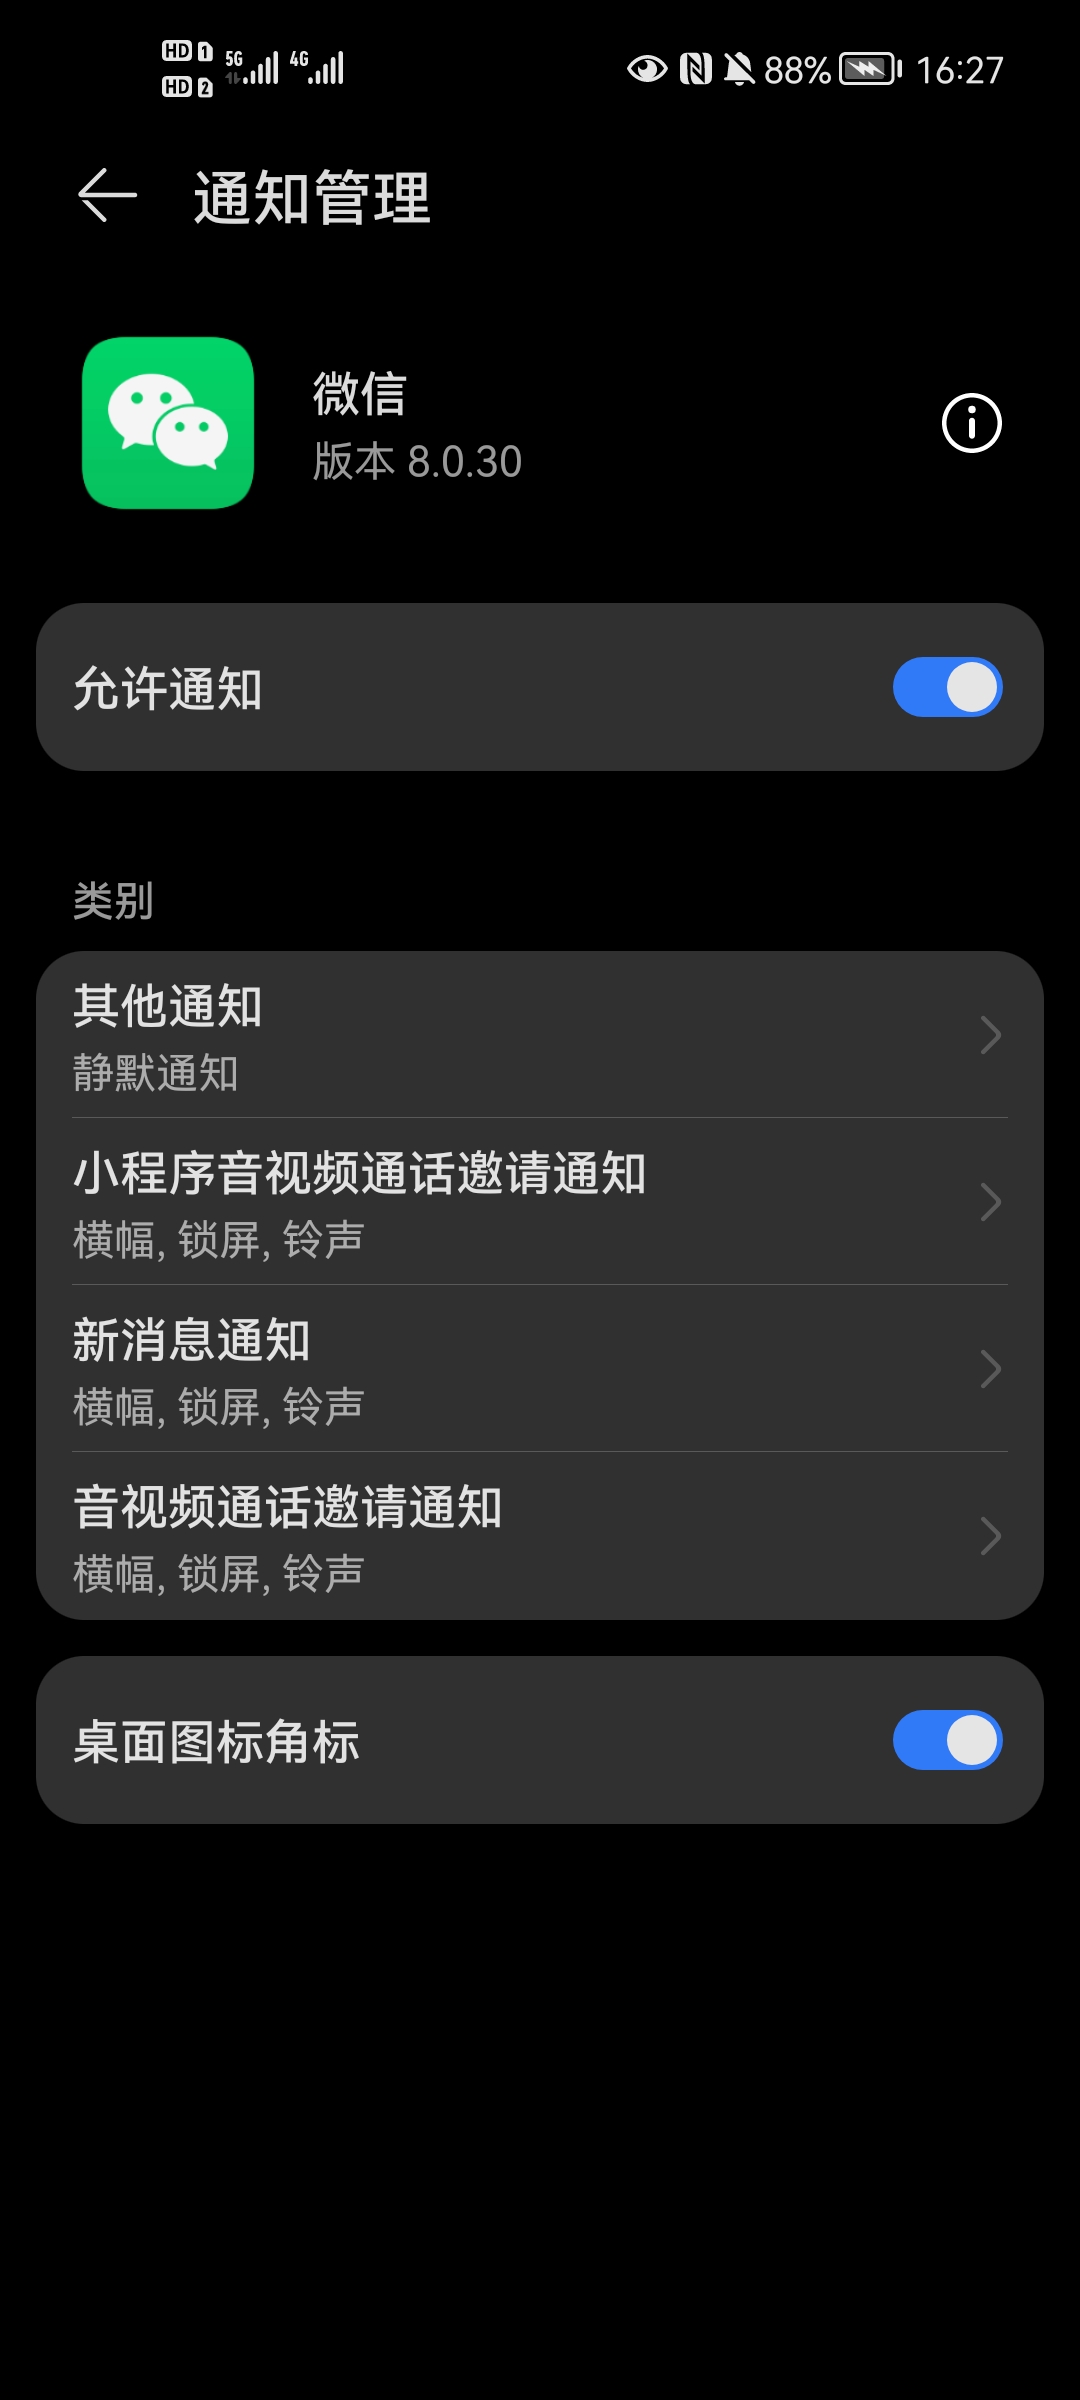 HD 1 5G 4G 88% 16:27
HD 2
通知管理
微信
版本 8.0.30
允许通知
类别
其他通知
静默通知
小程序音视频通话邀请通知
横幅, 锁屏, 铃声
新消息通知
横幅, 锁屏, 铃声
音视频通话邀请通知
横幅, 锁屏, 铃声
桌面图标角标